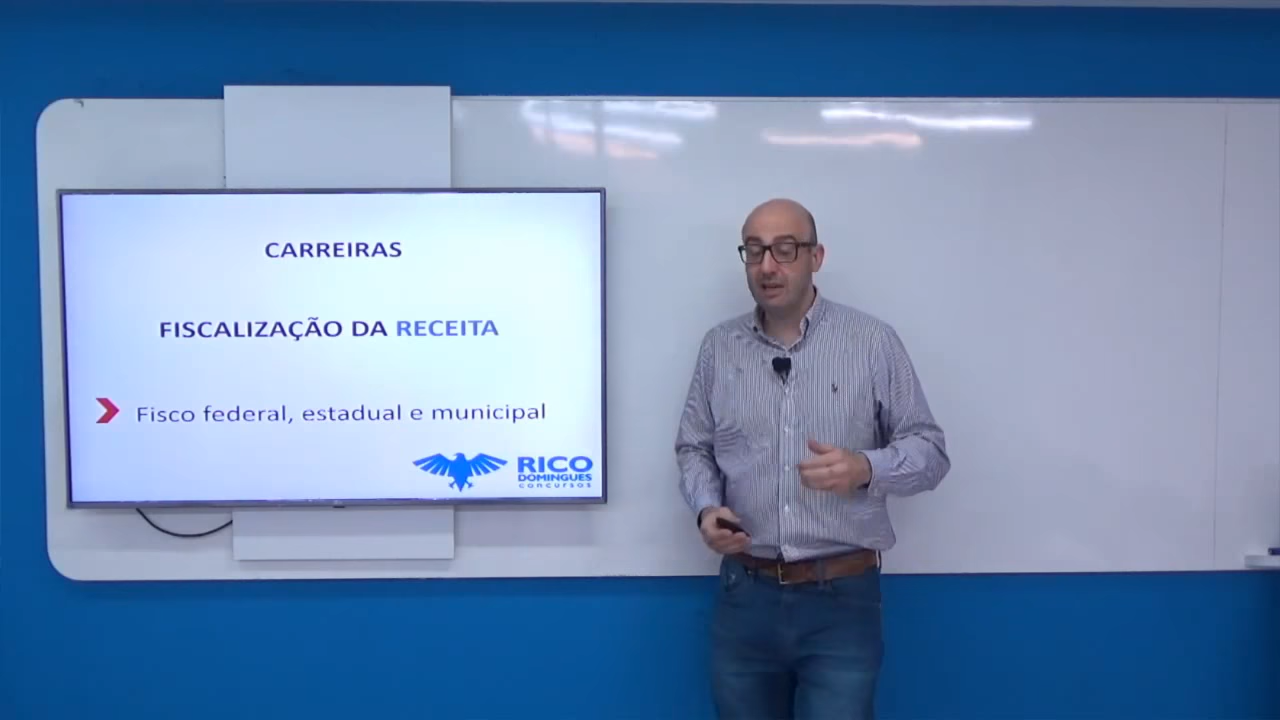 CARREIRAS
FISCALIZAÇÃO DA RECEITA
Fisco federal, estadual e municipal
RICO
DOMINGUES
concursos